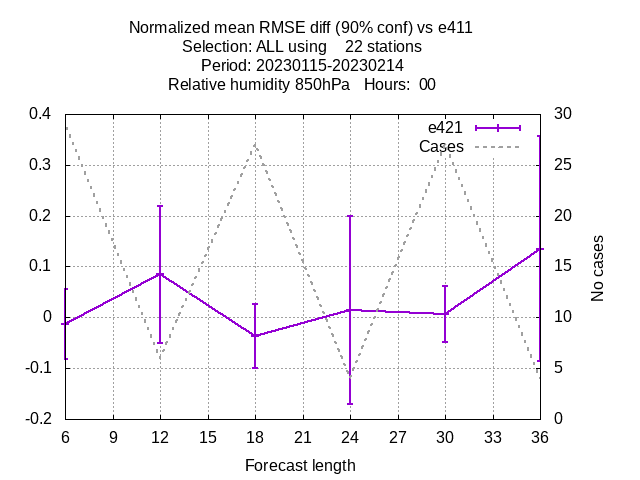 Normalized mean RMSE diff (90% conf) vs e411
Selection: ALL using    22 stations
Period: 20230115-20230214
Relative humidity 850hPa   Hours:  00
e421
Cases
0.4
0.3
0.2
0.1
0
-0.1
-0.2
30
25
20
15
10
5
0
No cases
6 9 12 15 18 21 24 27 30 33 36
Forecast length